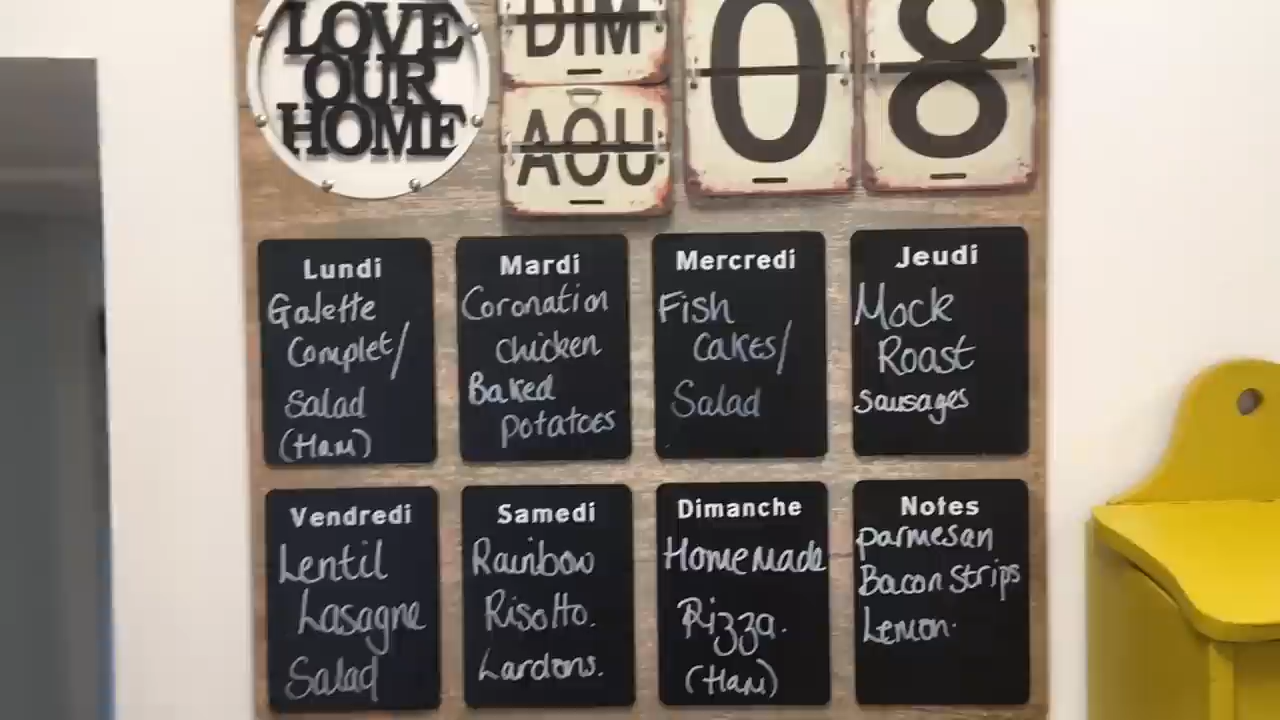 LOVE
OUR
HOME
DIM
AOÛ
08
Lundi
Galette
Complet/
Salad
(Ham)
Mardi
Coronation
Chicken
Baked
Potatoes
Mercredi
Fish
Cakes/
Salad
Jeudi
Mock
Roast
Sausages
Vendredi
Lentil
Lasagne
Salad
Samedi
Rainbow
Risotto.
Lardons.
Dimanche
HomeMade
Pizza.
(Ham)
Notes
Parmesan
Bacon Strips
Lemon.